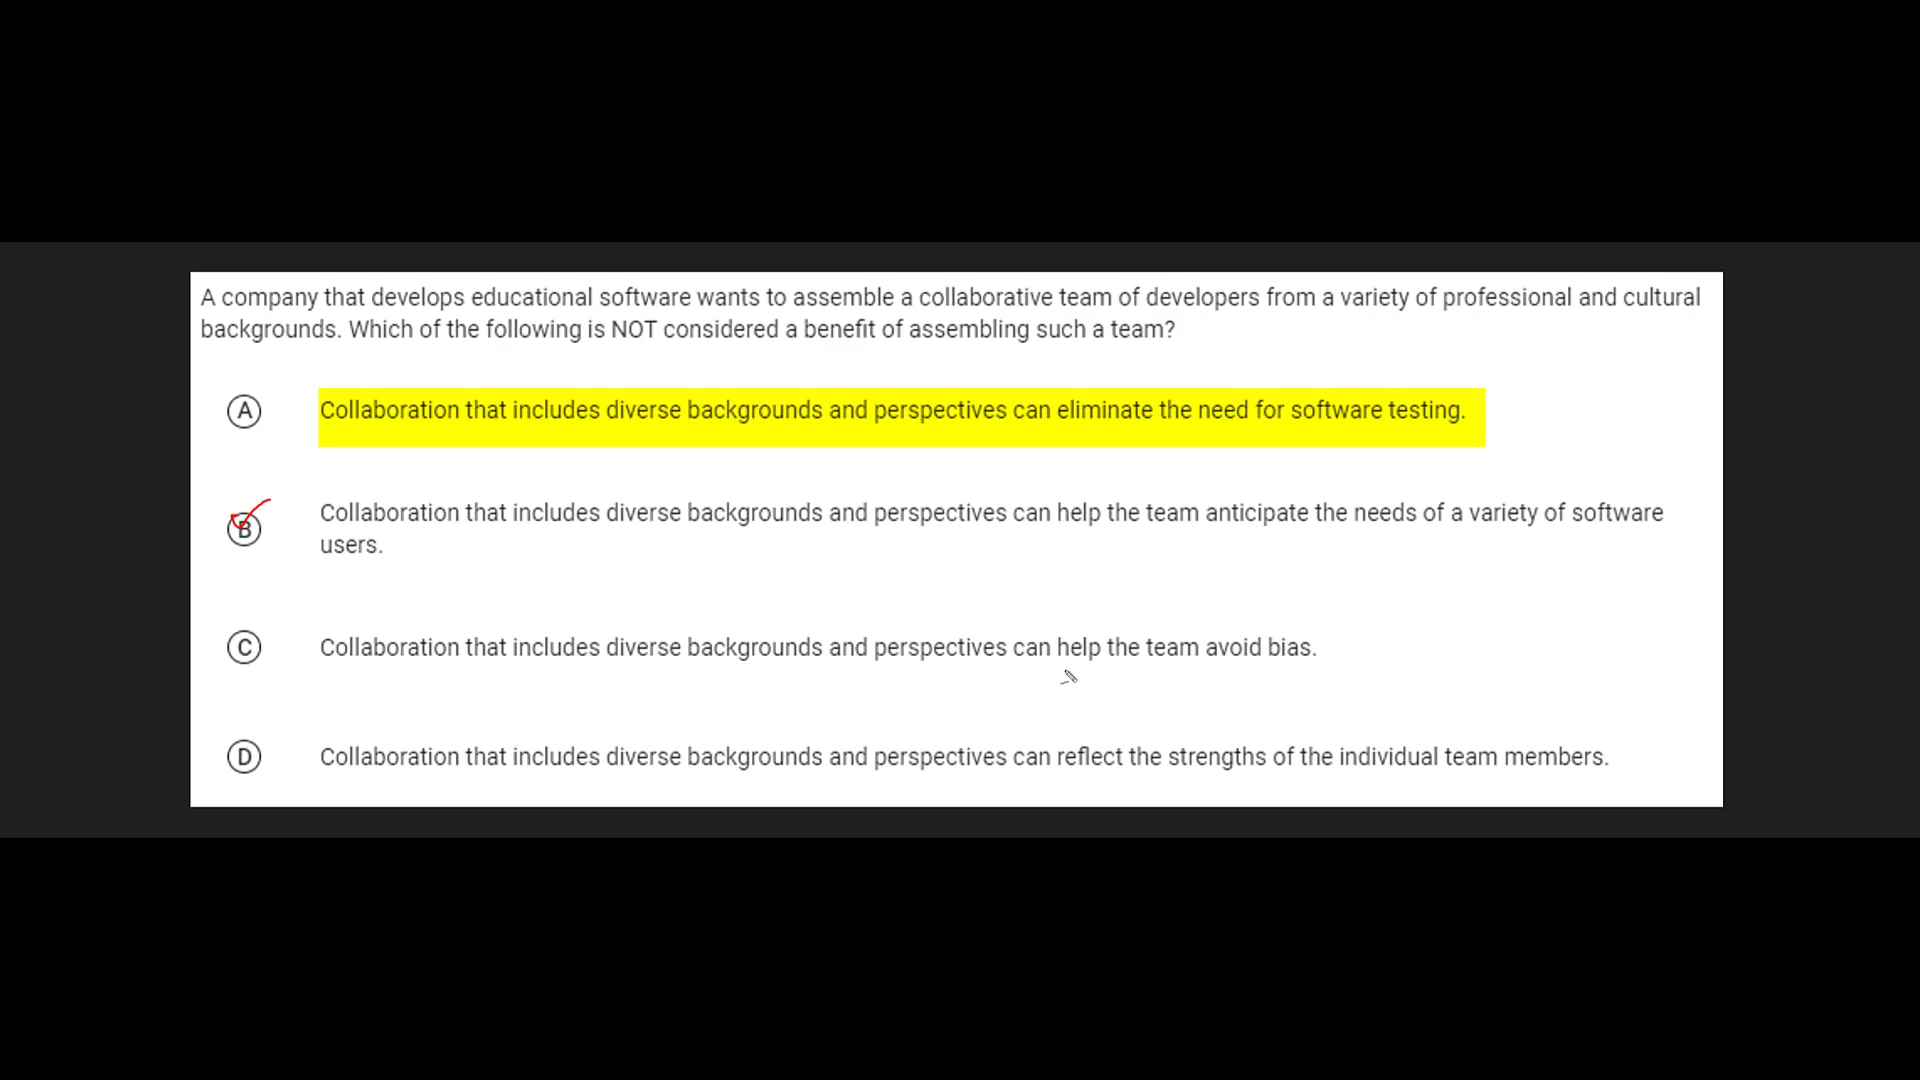 A company that develops educational software wants to assemble a collaborative team of developers from a variety of professional and cultural
backgrounds. Which of the following is NOT considered a benefit of assembling such a team?
A Collaboration that includes diverse backgrounds and perspectives can eliminate the need for software testing.
B Collaboration that includes diverse backgrounds and perspectives can help the team anticipate the needs of a variety of software
users.
C Collaboration that includes diverse backgrounds and perspectives can help the team avoid bias.
D Collaboration that includes diverse backgrounds and perspectives can reflect the strengths of the individual team members.